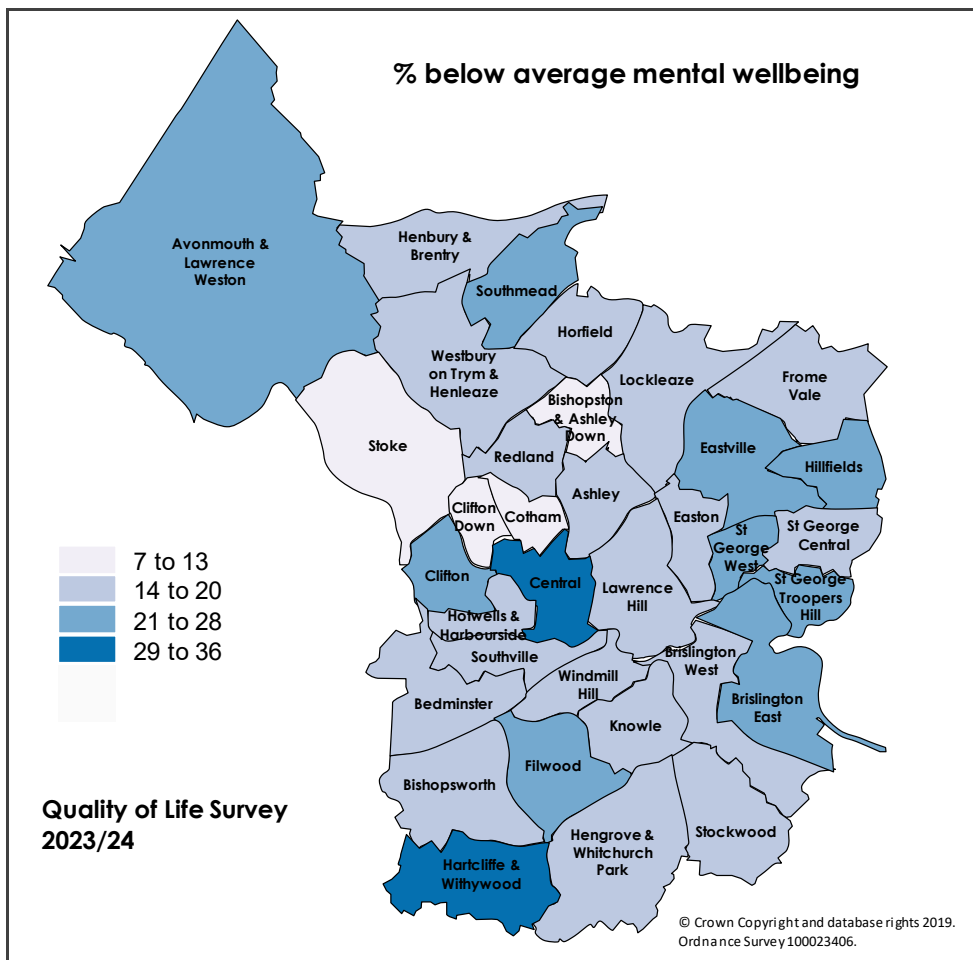 % below average mental wellbeing
Avonmouth &
Lawrence
Weston
Henbury &
Brentry
Southmead
Horfield
Westbury
on Trym &
Henleaze
Lockleaze
Frome
Vale
Bishopston
& Ashley
Down
Stoke
Redland
Eastville
Hillfields
Ashley
Clifton
Down
Cotham
Easton
St
George
West
St George
Central
Clifton
Central
Lawrence
Hill
St George
Troopers
Hill
Hotwells &
Harbourside
Southville
Brislington
West
Windmill
Hill
Bedminster
Knowle
Brislington
East
Filwood
Bishopsworth
Stockwood
Hengrove &
Whitchurch
Park
Hartcliffe &
Withywood
7 to 13
14 to 20
21 to 28
29 to 36
Quality of Life Survey
2023/24
© Crown Copyright and database rights 2019.
Ordnance Survey 100023406.